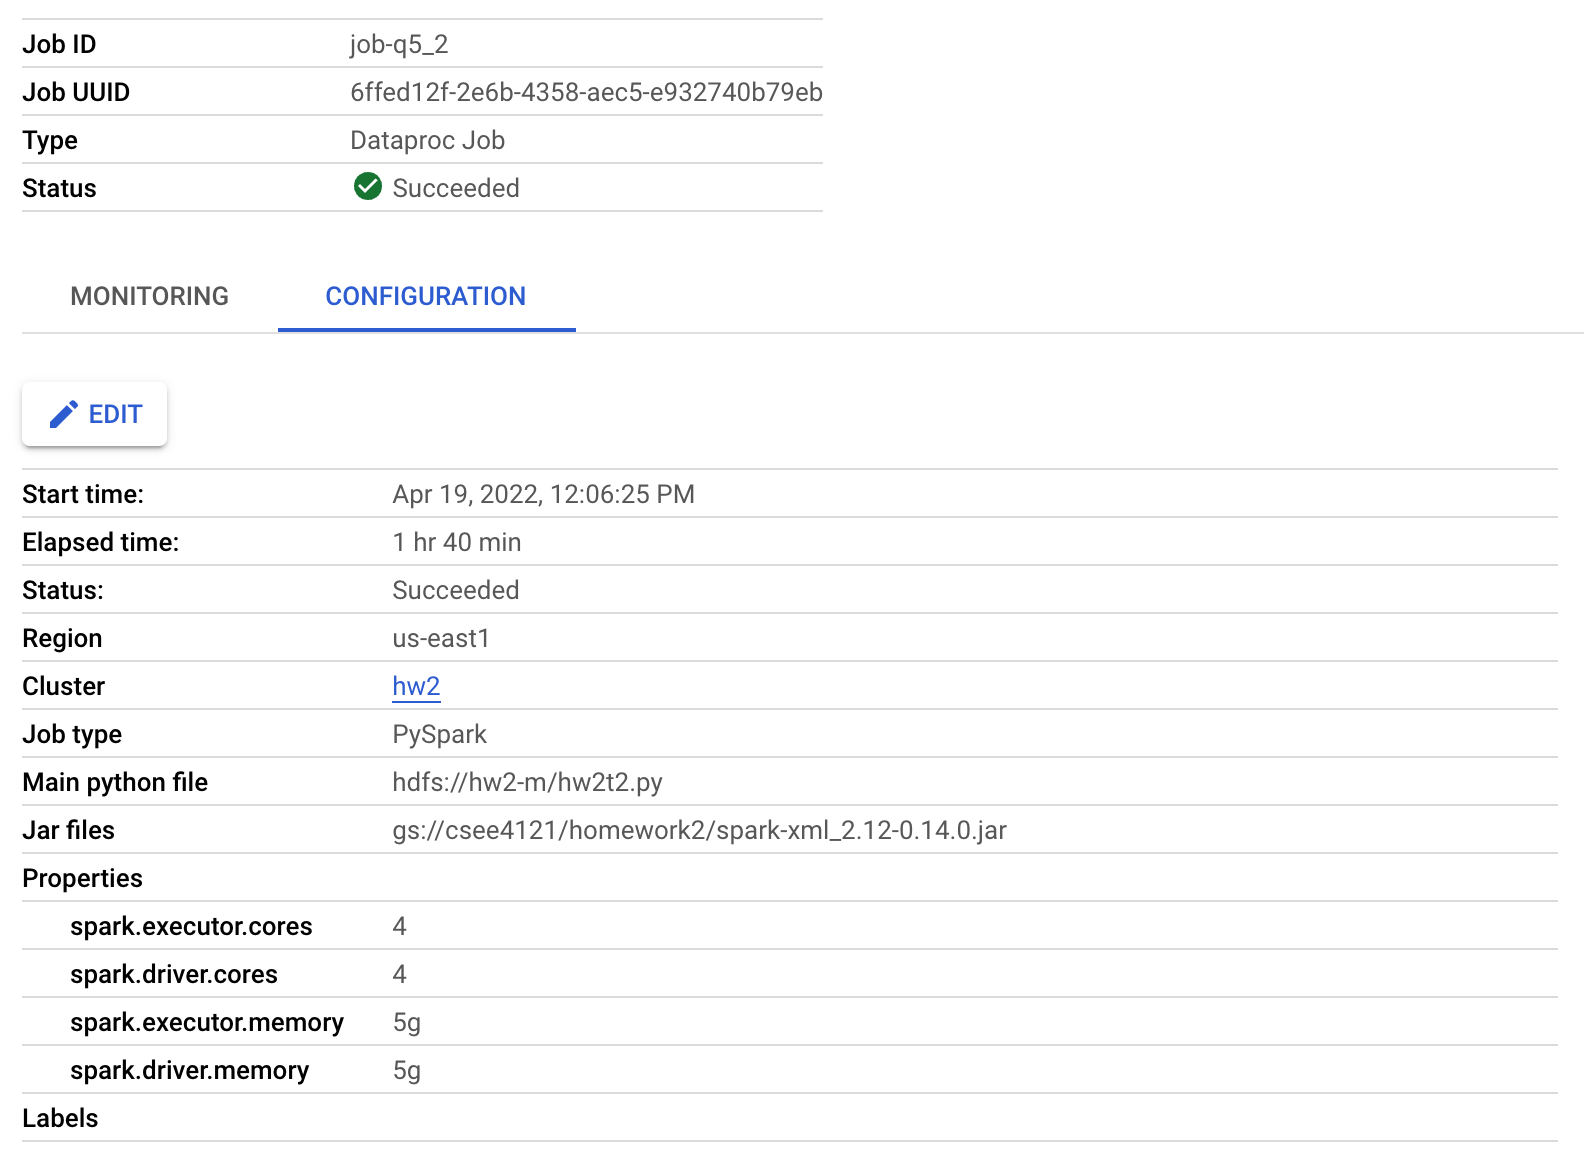 Job ID job-q5_2
Job UUID 6ffed12f-2e6b-4358-aec5-e932740b79eb
Type Dataproc Job
Status Succeeded
MONITORING CONFIGURATION
EDIT
Start time: Apr 19, 2022, 12:06:25 PM
Elapsed time: 1 hr 40 min
Status: Succeeded
Region us-east1
Cluster hw2
Job type PySpark
Main python file hdfs://hw2-m/hw2t2.py
Jar files gs://csee4121/homework2/spark-xml_2.12-0.14.0.jar
Properties
spark.executor.cores 4
spark.driver.cores 4
spark.executor.memory 5g
spark.driver.memory 5g
Labels